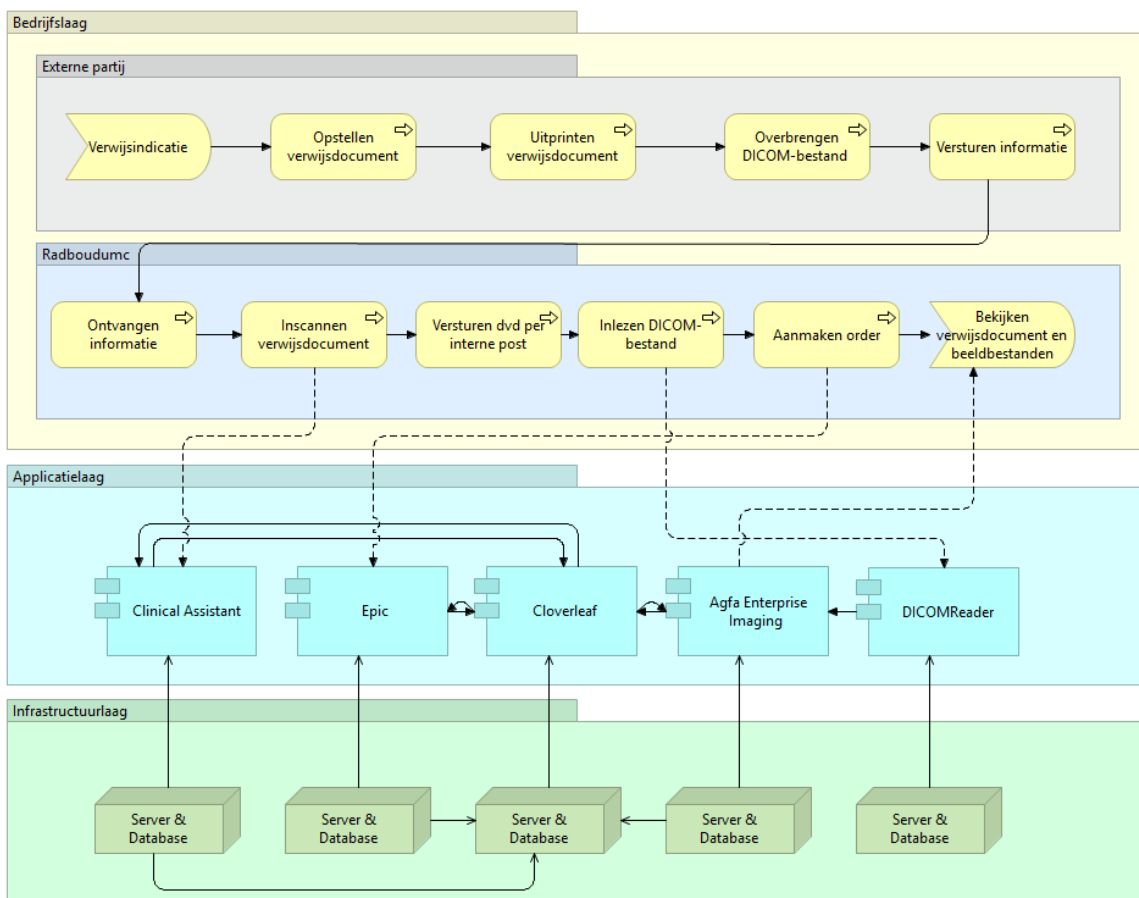 Bedrijfslaag
Externe partij
Verwijsindicatie
Opstellen
verwijsdocument
Uitprinten
verwijsdocument
Overbrengen
DICOM-bestand
Versturen informatie
Radboudumc
Ontvangen
informatie
Inscannen
verwijsdocument
Versturen dvd per
interne post
Inlezen DICOM-
bestand
Aanmaken order
Bekijken
verwijsdocument en
beeldbestanden
Applicatielaag
Clinical Assistant
Epic
Cloverleaf
Agfa Enterprise
Imaging
DICOMReader
Infrastructuurlaag
Server &
Database
Server &
Database
Server &
Database
Server &
Database
Server &
Database